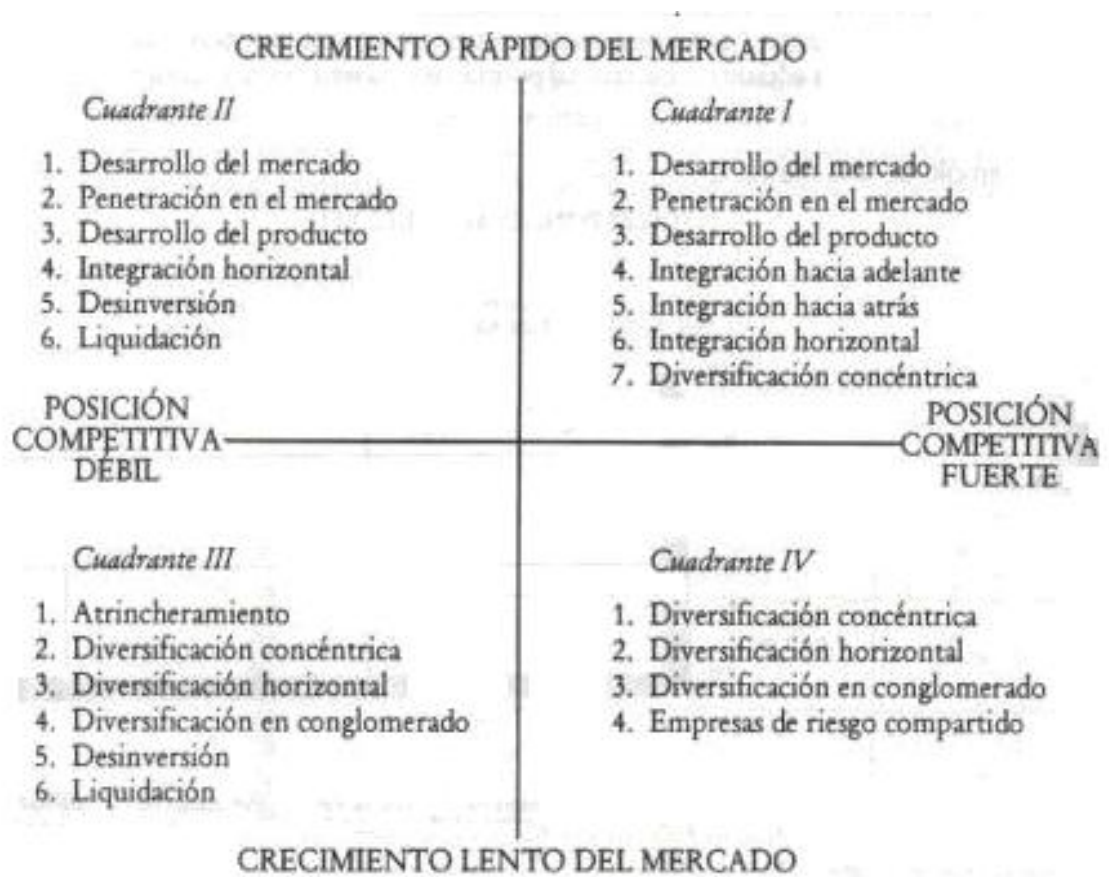 CRECIMIENTO RÁPIDO DEL MERCADO
Cuadrante II
1. Desarrollo del mercado
2. Penetración en el mercado
3. Desarrollo del producto
4. Integración horizontal
5. Desinversión
6. Liquidación
Cuadrante I
1. Desarrollo del mercado
2. Penetración en el mercado
3. Desarrollo del producto
4. Integración hacia adelante
5. Integración hacia atrás
6. Integración horizontal
7. Diversificación concéntrica
POSICIÓN
COMPETITIVA
DÉBIL
POSICIÓN
COMPETITIVA
FUERTE
Cuadrante III
1. Atrincheramiento
2. Diversificación concéntrica
3. Diversificación horizontal
4. Diversificación en conglomerado
5. Desinversión
6. Liquidación
Cuadrante IV
1. Diversificación concéntrica
2. Diversificación horizontal
3. Diversificación en conglomerado
4. Empresas de riesgo compartido
CRECIMIENTO LENTO DEL MERCADO